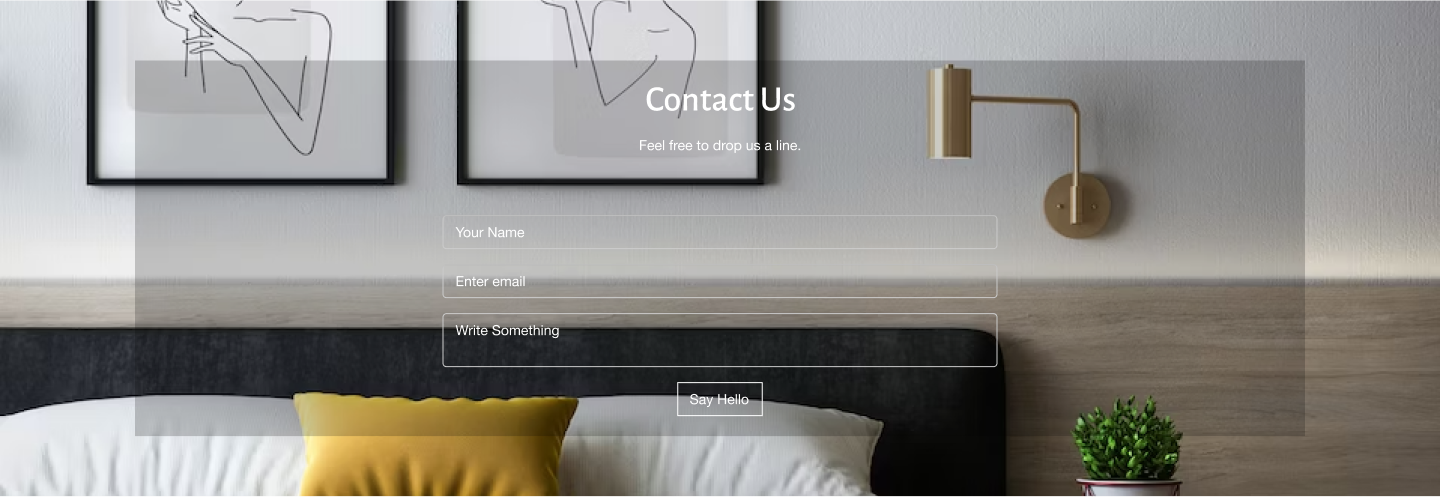 Contact Us
Feel free to drop us a line.
Your Name
Enter email
Write Something
Say Hello